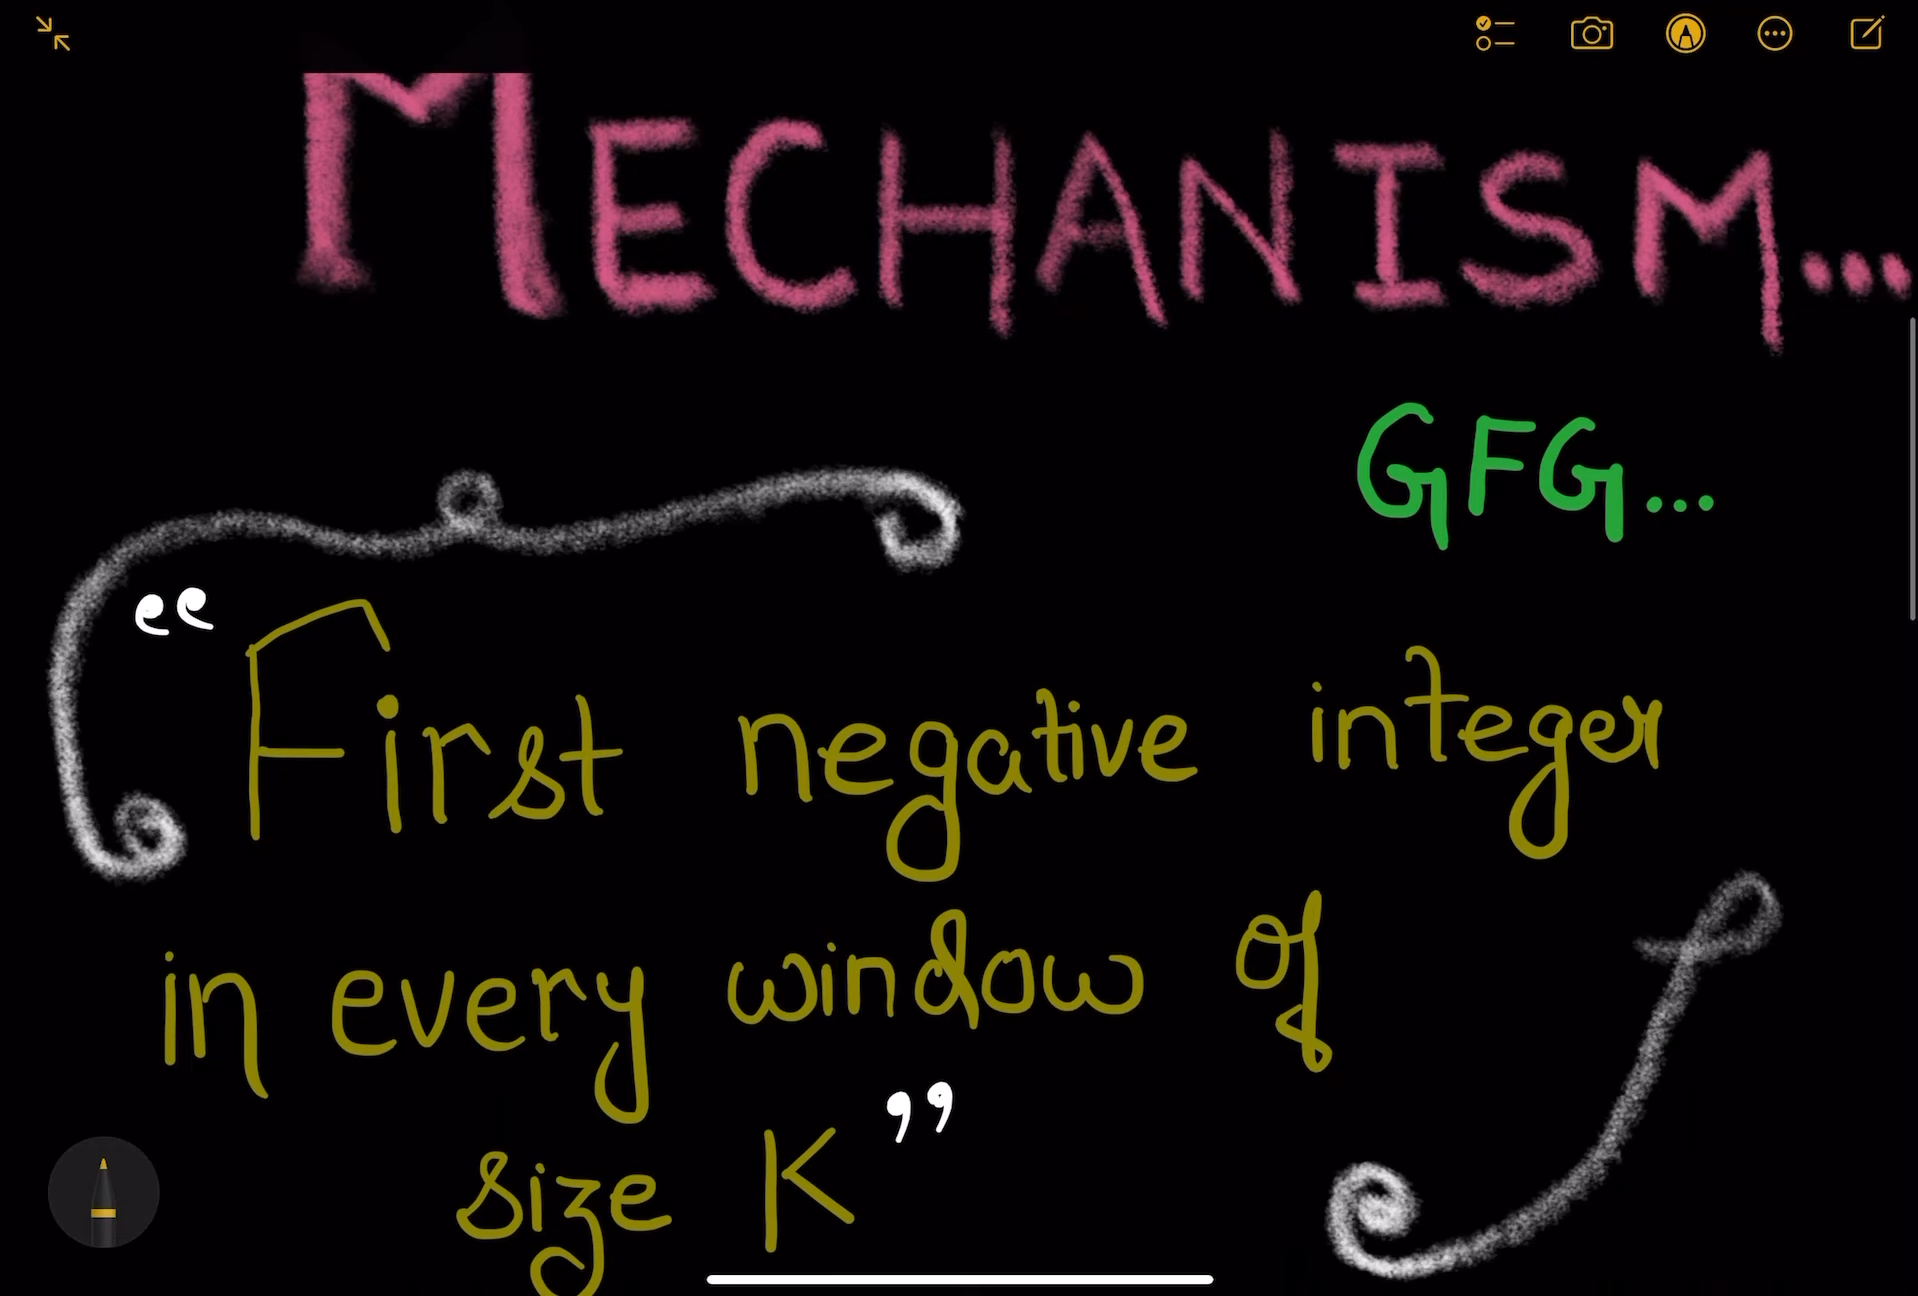 MECHANISM...
GFG...
“First negative integer
in every window of
size K”